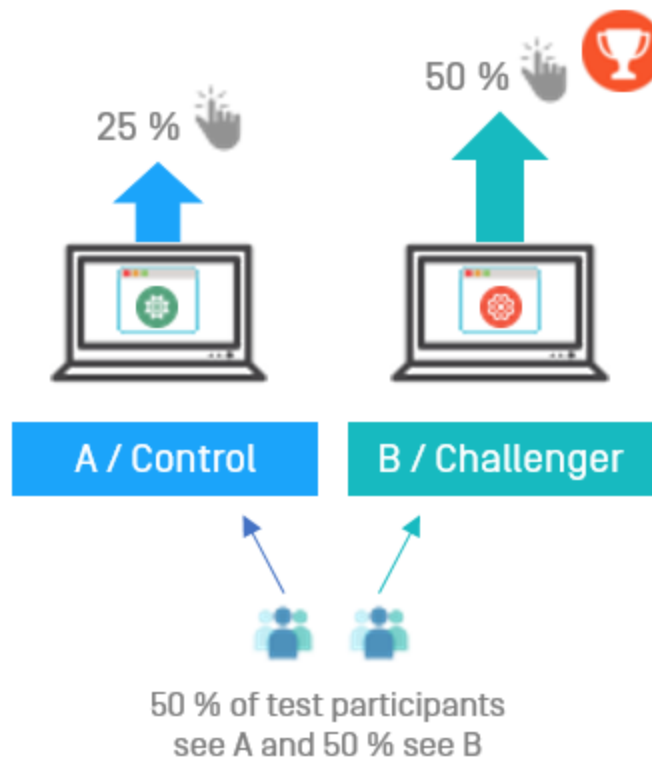 25 %
50 %
A / Control
B / Challenger
50 % of test participants
see A and 50 % see B